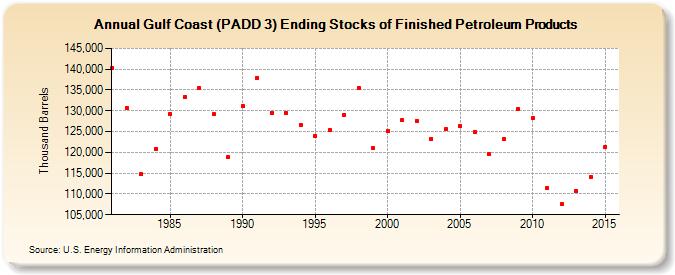 Annual Gulf Coast (PADD 3) Ending Stocks of Finished Petroleum Products
Thousand Barrels
145,000
140,000
135,000
130,000
125,000
120,000
115,000
110,000
105,000
1985 1990 1995 2000 2005 2010 2015
Source: U.S. Energy Information Administration